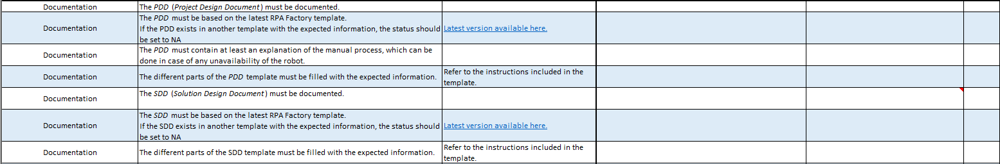 Documentation
The PDD (Project Design Document) must be documented.
Documentation
The PDD must be based on the latest RPA Factory template.
If the PDD exists in another template with the expected information, the status should
be set to NA
Latest version available here.
Documentation
The PDD must contain at least an explanation of the manual process, which can be
done in case of any unavailability of the robot.
Documentation
The different parts of the PDD template must be filled with the expected information.
Refer to the instructions included in the
template.
Documentation
The SDD (Solution Design Document) must be documented.
Documentation
The SDD must be based on the latest RPA Factory template.
If the SDD exists in another template with the expected information, the status should
be set to NA
Latest version available here.
Documentation
The different parts of the SDD template must be filled with the expected information.
Refer to the instructions included in the
template.